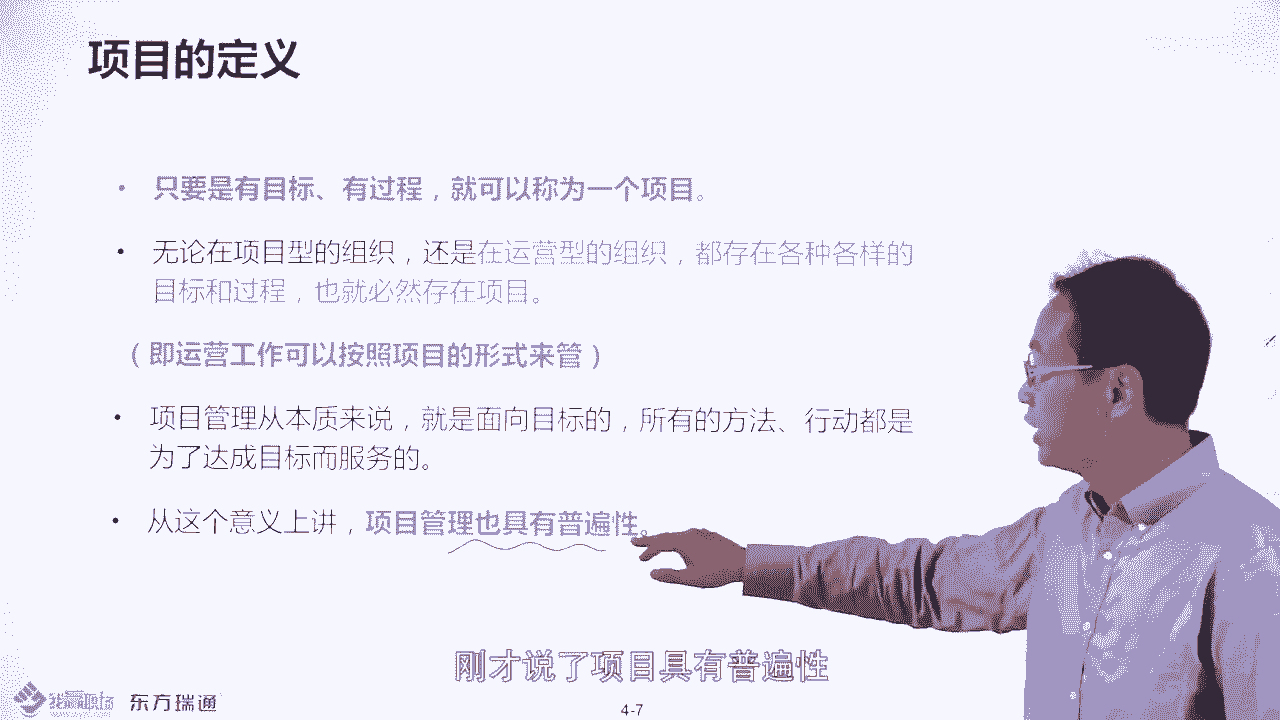 项目的定义
• 只要是有目标、有过程，就可以称为一个项目。
• 无论在项目型的组织，还是在运营型的组织，都存在各种各样的
目标和过程，也就必然存在项目。
（即运营工作可以按照项目的形式来管）
• 项目管理从本质来说，就是面向目标的，所有的方法、行动都是
为了达成目标而服务的。
• 从这个意义上讲，项目管理也具有普遍性。
刚才说了项目具有普遍性
东方瑞通
4-7